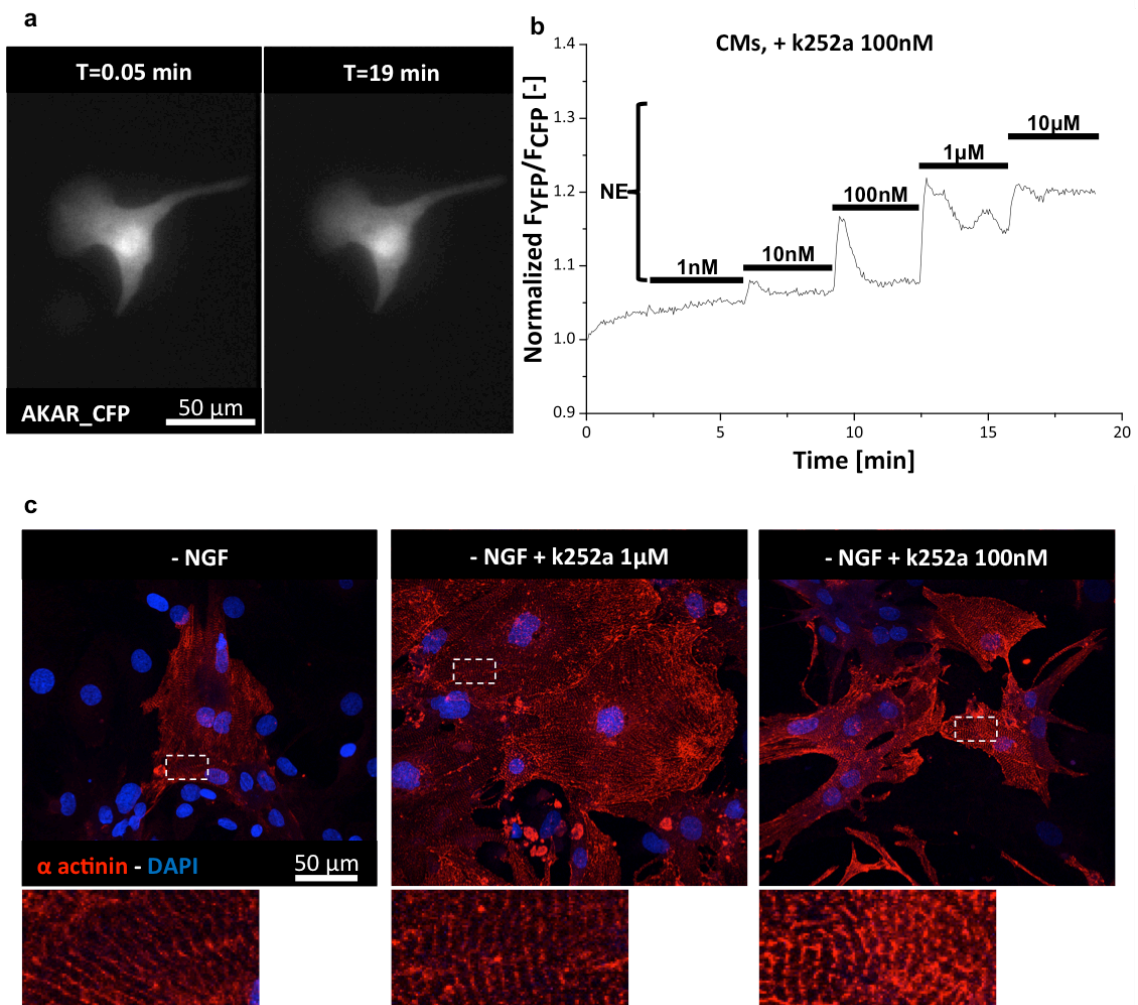 a
T=0.05 min
T=19 min
AKAR_CFP
50 µm
b
CMs, + k252a 100nM
Normalized FYFP/FCFP [-]
1.4
1.3
1.2
1.1
1.0
0.9
NE
1nM
10nM
100nM
1µM
10µM
0
5
10
15
20
Time [min]
c
- NGF
- NGF + k252a 1µM
- NGF + k252a 100nM
α actinin - DAPI
50 µm